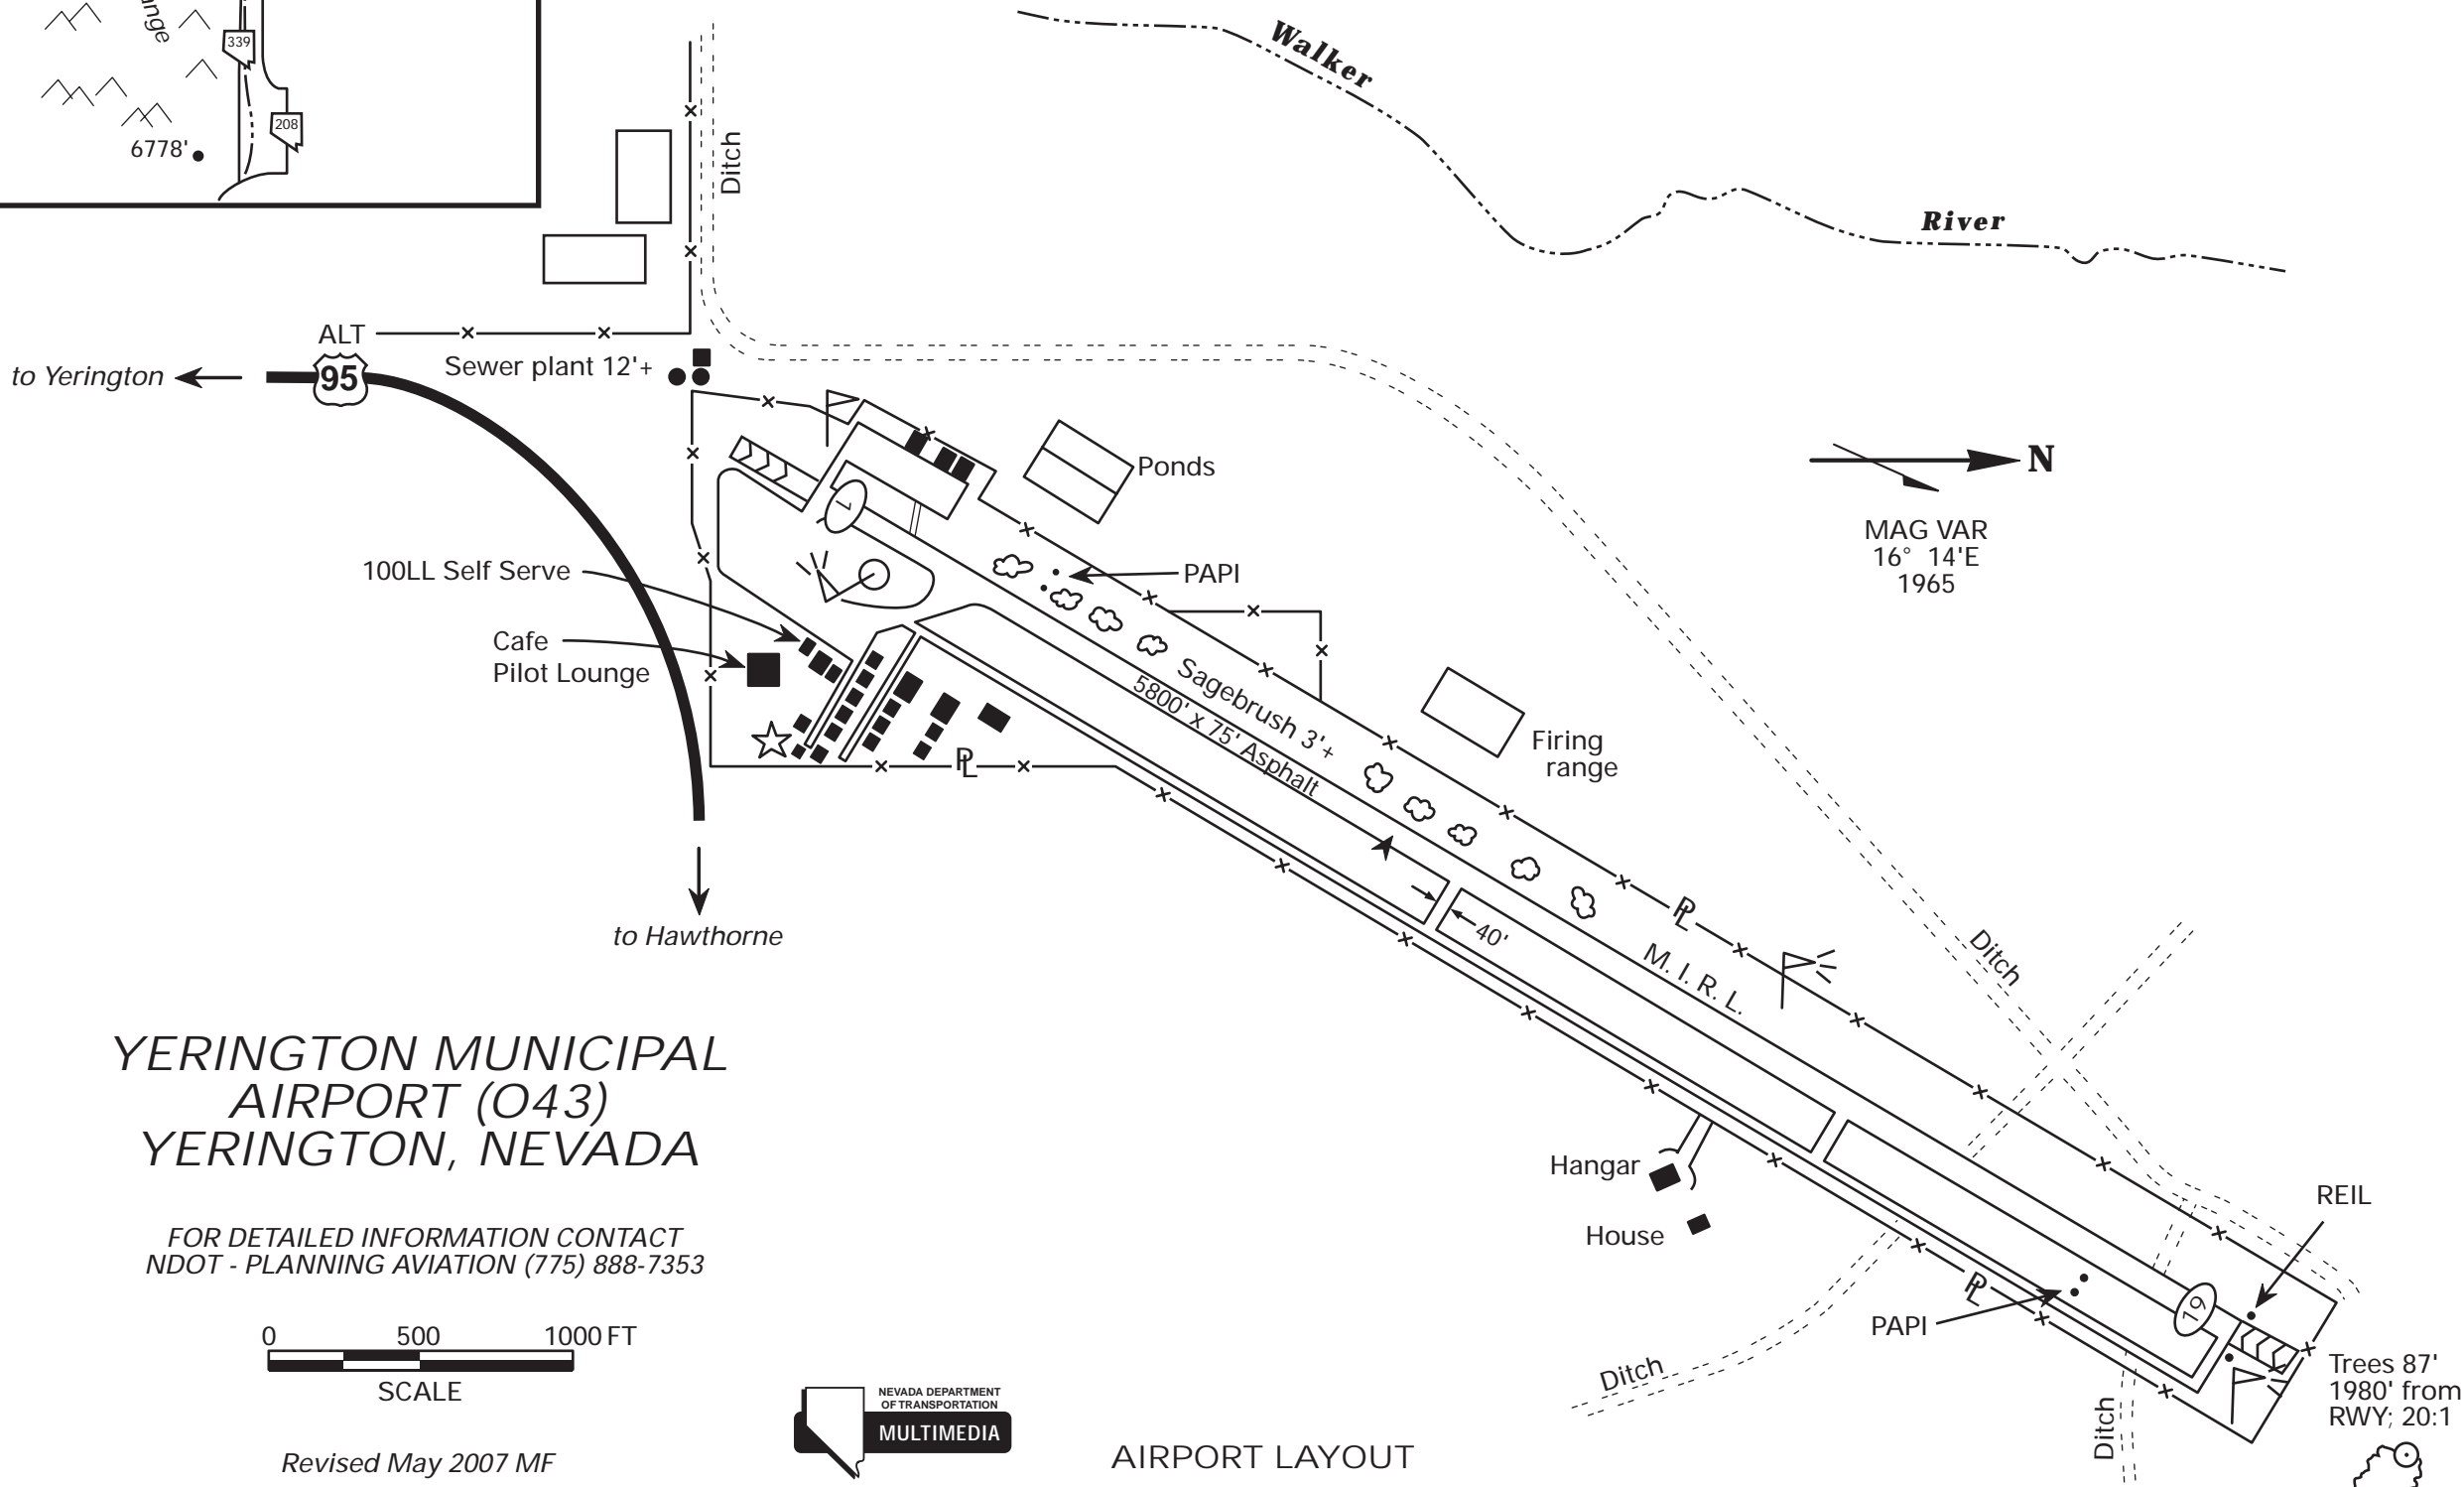 339
208
6778'
Ditch
Walker
River
ALT
95
to Yerington
Sewer plant 12'+
Ponds
N
MAG VAR
16° 14'E
1965
100LL Self Serve
PAPI
Cafe
Pilot Lounge
Sagebrush 3'+
5800' x 75' Asphalt
Firing
range
PL
to Hawthorne
40'
PL
M. I. R. L.
Ditch
YERINGTON MUNICIPAL
AIRPORT (O43)
YERINGTON, NEVADA
FOR DETAILED INFORMATION CONTACT
NDOT - PLANNING AVIATION (775) 888-7353
Hangar
House
REIL
PL
19
PAPI
0 500 1000 FT
SCALE
Ditch
Ditch
Trees 87'
1980' from
RWY; 20:1
NEVADA DEPARTMENT
OF TRANSPORTATION
MULTIMEDIA
Revised May 2007 MF
AIRPORT LAYOUT